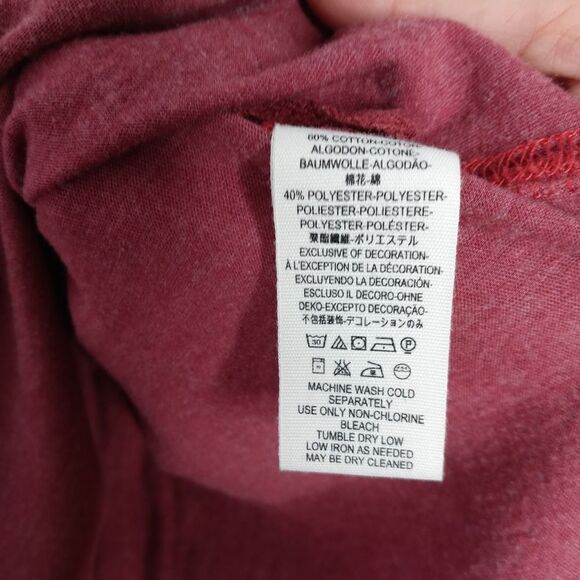 60% COTTON-COTON-
ALGODON-COTONE-
BAUMWOLLE-ALGODÃO-
棉花-綿
40% POLYESTER-POLYESTER-
POLIESTER-POLIESTERE-
POLYESTER-POLIÉSTER-
聚酯纖維-ポリエステル
EXCLUSIVE OF DECORATION-
À L'EXCEPTION DE LA DÉCORATION-
EXCLUYENDO LA DECORACIÓN-
ESCLUSO IL DECORO-OHNE
DEKO-EXCEPTO DECORAÇÃO-
不包括装饰-デコレーションのみ
30 P
MACHINE WASH COLD
SEPARATELY
USE ONLY NON-CHLORINE
BLEACH
TUMBLE DRY LOW
LOW IRON AS NEEDED
MAY BE DRY CLEANED